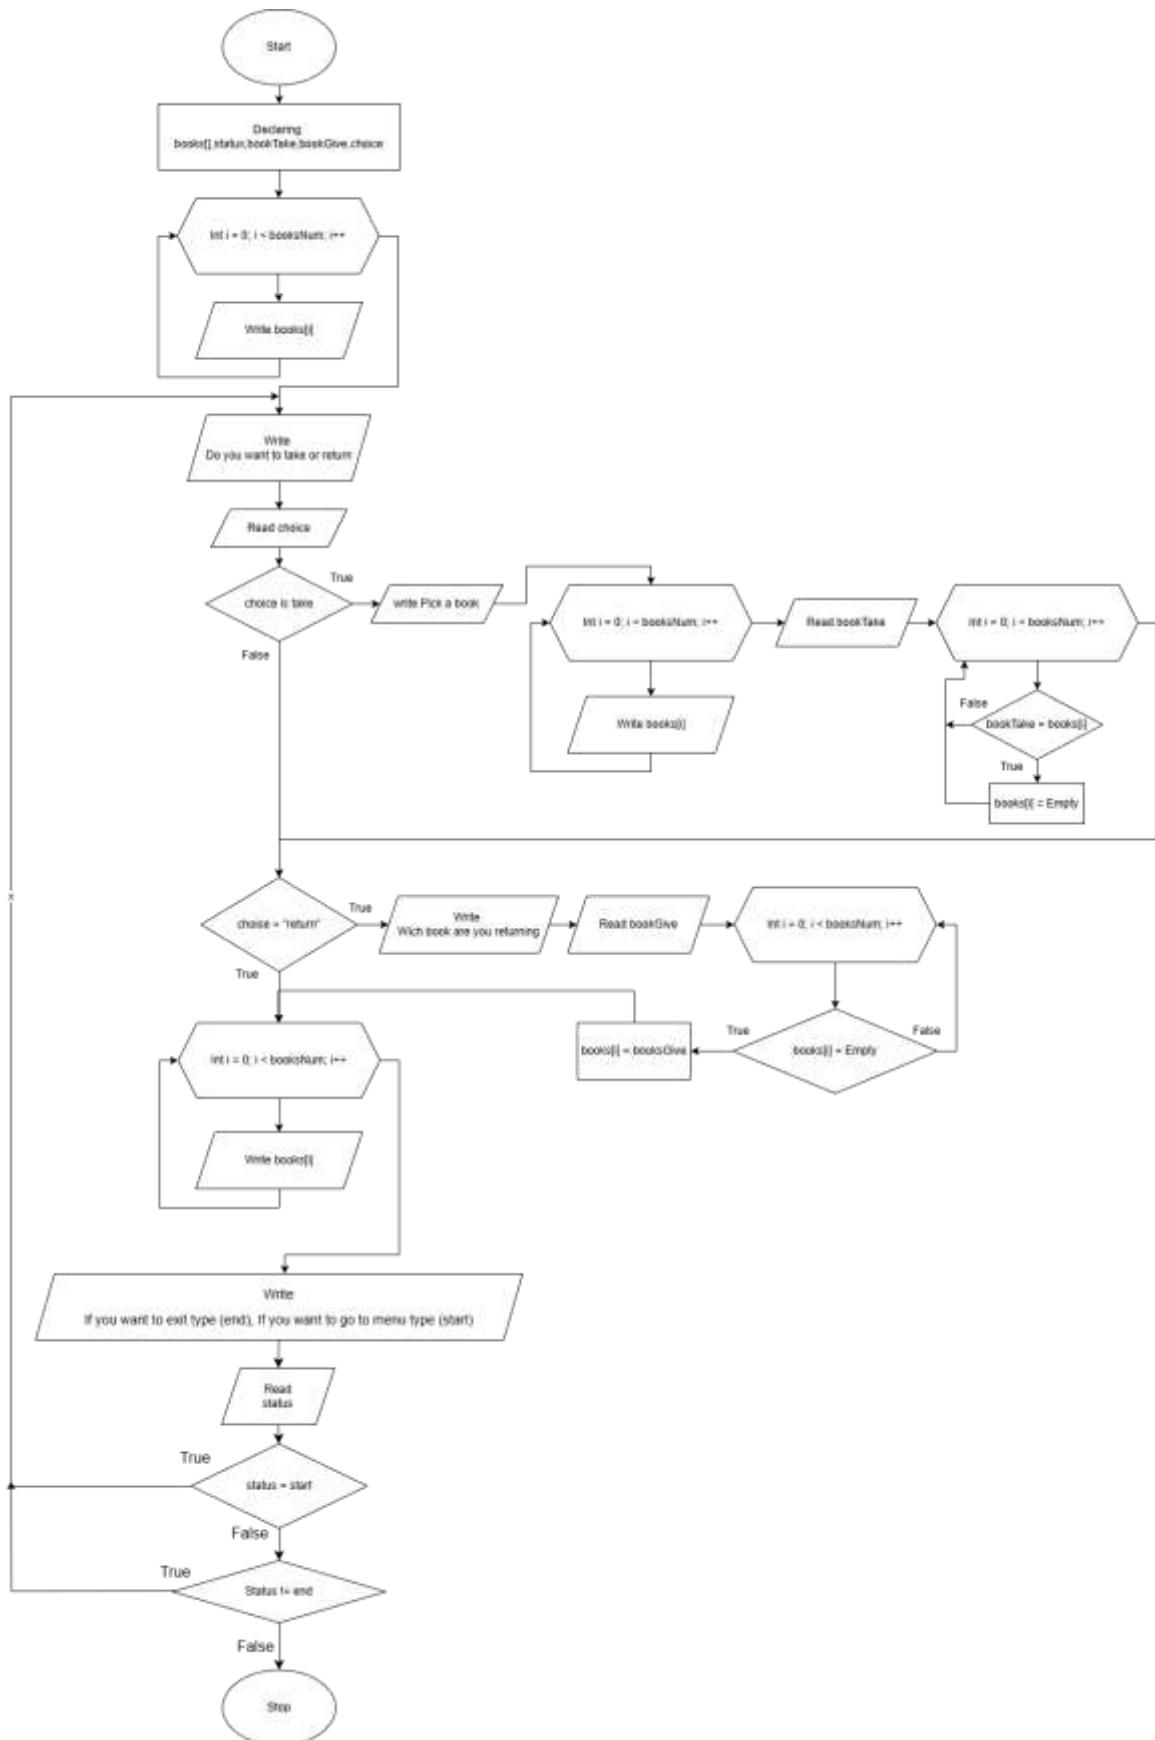 Start
Declaring
books[],status,bookTake,bookGive,choice
Int i = 0; i < booksNum; i++
Write books[i]
Write
Do you want to take or return
Read choice
choice is take
True
False
write Pick a book
Int i = 0; i < booksNum; i++
Write books[i]
Read bookTake
Int i = 0; i < booksNum; i++
False
bookTake = books[i]
True
books[i] = Empty
x
choise = "return"
True
True
Write
Wich book are you returning
Read bookGive
Int i = 0; i < booksNum; i++
True
False
books[i] = Empty
books[i] = booksGive
Int i = 0; i < booksNum; i++
Write books[i]
Write
If you want to exit type (end), If you want to go to menu type (start)
Read
status
True
status = start
False
True
Status != end
False
Stop